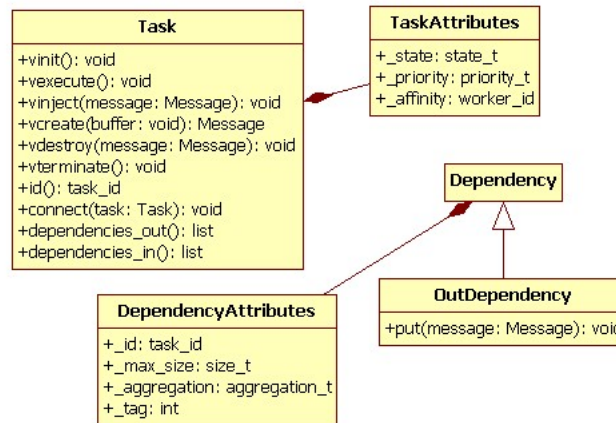 Task
+vinit(): void
+vexecute(): void
+vinject(message: Message): void
+vcreate(buffer: void): Message
+vdestroy(message: Message): void
+vterminate(): void
+id(): task_id
+connect(task: Task): void
+dependencies_out(): list
+dependencies_in(): list
TaskAttributes
+_state: state_t
+_priority: priority_t
+_affinity: worker_id
Dependency
DependencyAttributes
+_id: task_id
+_max_size: size_t
+_aggregation: aggregation_t
+_tag: int
OutDependency
+put(message: Message): void